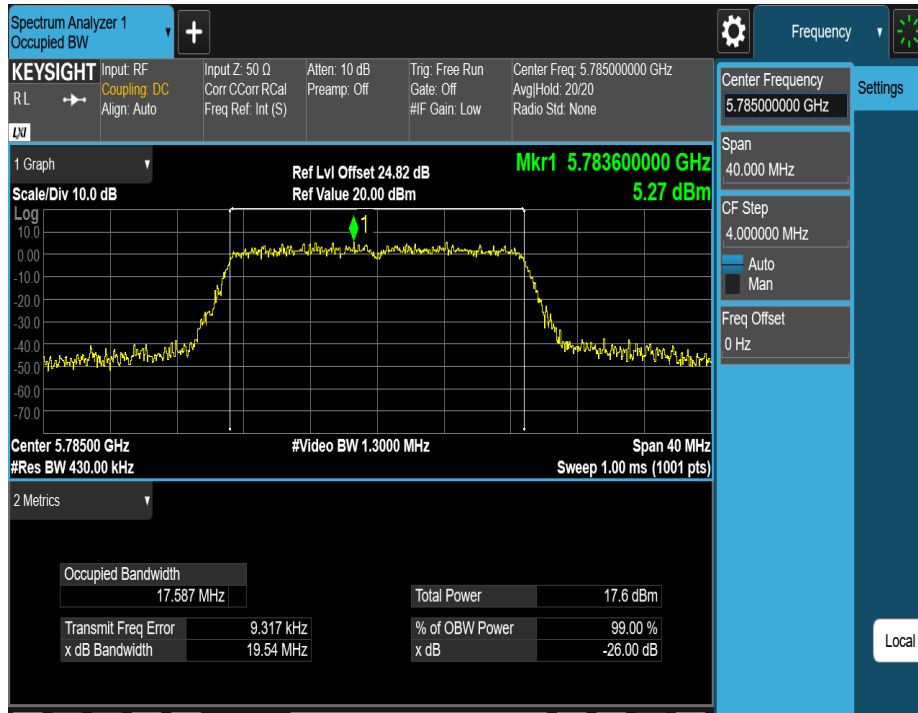 Spectrum Analyzer 1
Occupied BW
+
Frequency
KEYSIGHT
R L
LXI
Input: RF
Coupling: DC
Align: Auto
Input Z: 50 Ω
Corr CCorr RCal
Freq Ref: Int (S)
Atten: 10 dB
Preamp: Off
Trig: Free Run
Gate: Off
#IF Gain: Low
Center Freq: 5.785000000 GHz
Avg|Hold: 20/20
Radio Std: None
Center Frequency
5.785000000 GHz
Settings
Span
40.000 MHz
CF Step
4.000000 MHz
Auto
Man
Freq Offset
0 Hz
1 Graph
Scale/Div 10.0 dB
Ref Lvl Offset 24.82 dB
Ref Value 20.00 dBm
Mkr1 5.783600000 GHz
5.27 dBm
Log
10.0
0.00
-10.0
-20.0
-30.0
-40.0
-50.0
-60.0
-70.0
1
Center 5.78500 GHz
#Video BW 1.3000 MHz
Span 40 MHz
#Res BW 430.00 kHz
Sweep 1.00 ms (1001 pts)
2 Metrics
Occupied Bandwidth
17.587 MHz
Total Power 17.6 dBm
Transmit Freq Error 9.317 kHz
% of OBW Power 99.00 %
x dB Bandwidth 19.54 MHz
x dB -26.00 dB
Local